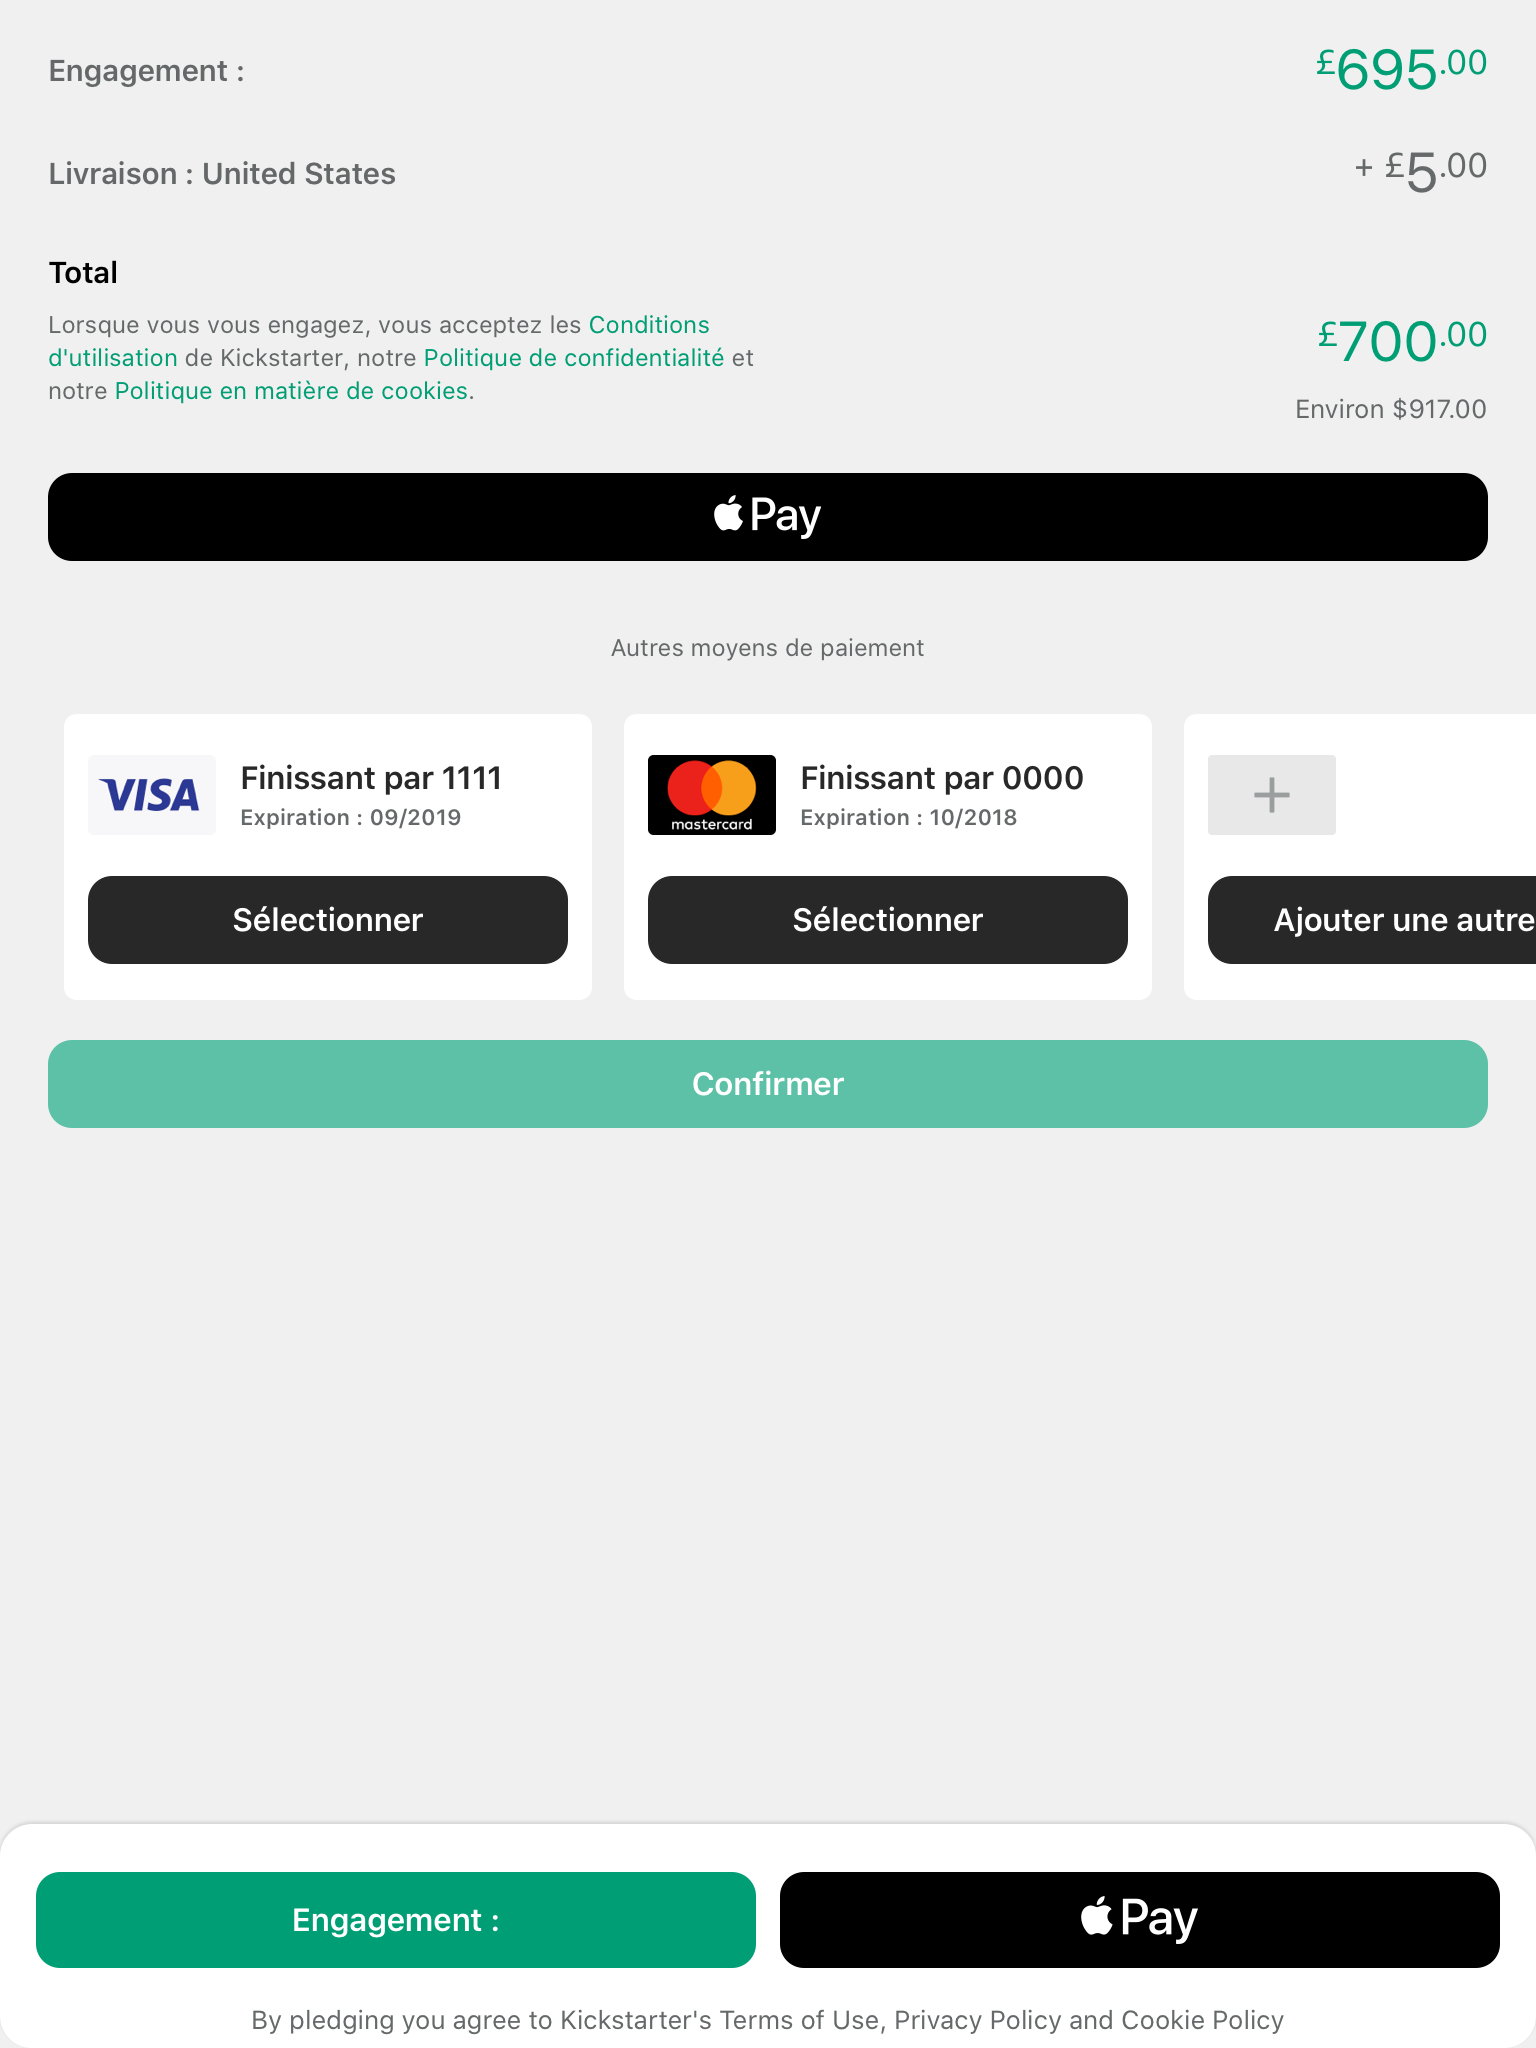 Engagement :
£695.00
Livraison : United States
+ £5.00
Total
Lorsque vous vous engagez, vous acceptez les Conditions
d'utilisation de Kickstarter, notre Politique de confidentialité et
notre Politique en matière de cookies.
£700.00
Environ $917.00
Pay
Autres moyens de paiement
VISA
Finissant par 1111
Expiration : 09/2019
Sélectionner
mastercard
Finissant par 0000
Expiration : 10/2018
Sélectionner
Ajouter une autre
Confirmer
Engagement :
Pay
By pledging you agree to Kickstarter's Terms of Use, Privacy Policy and Cookie Policy